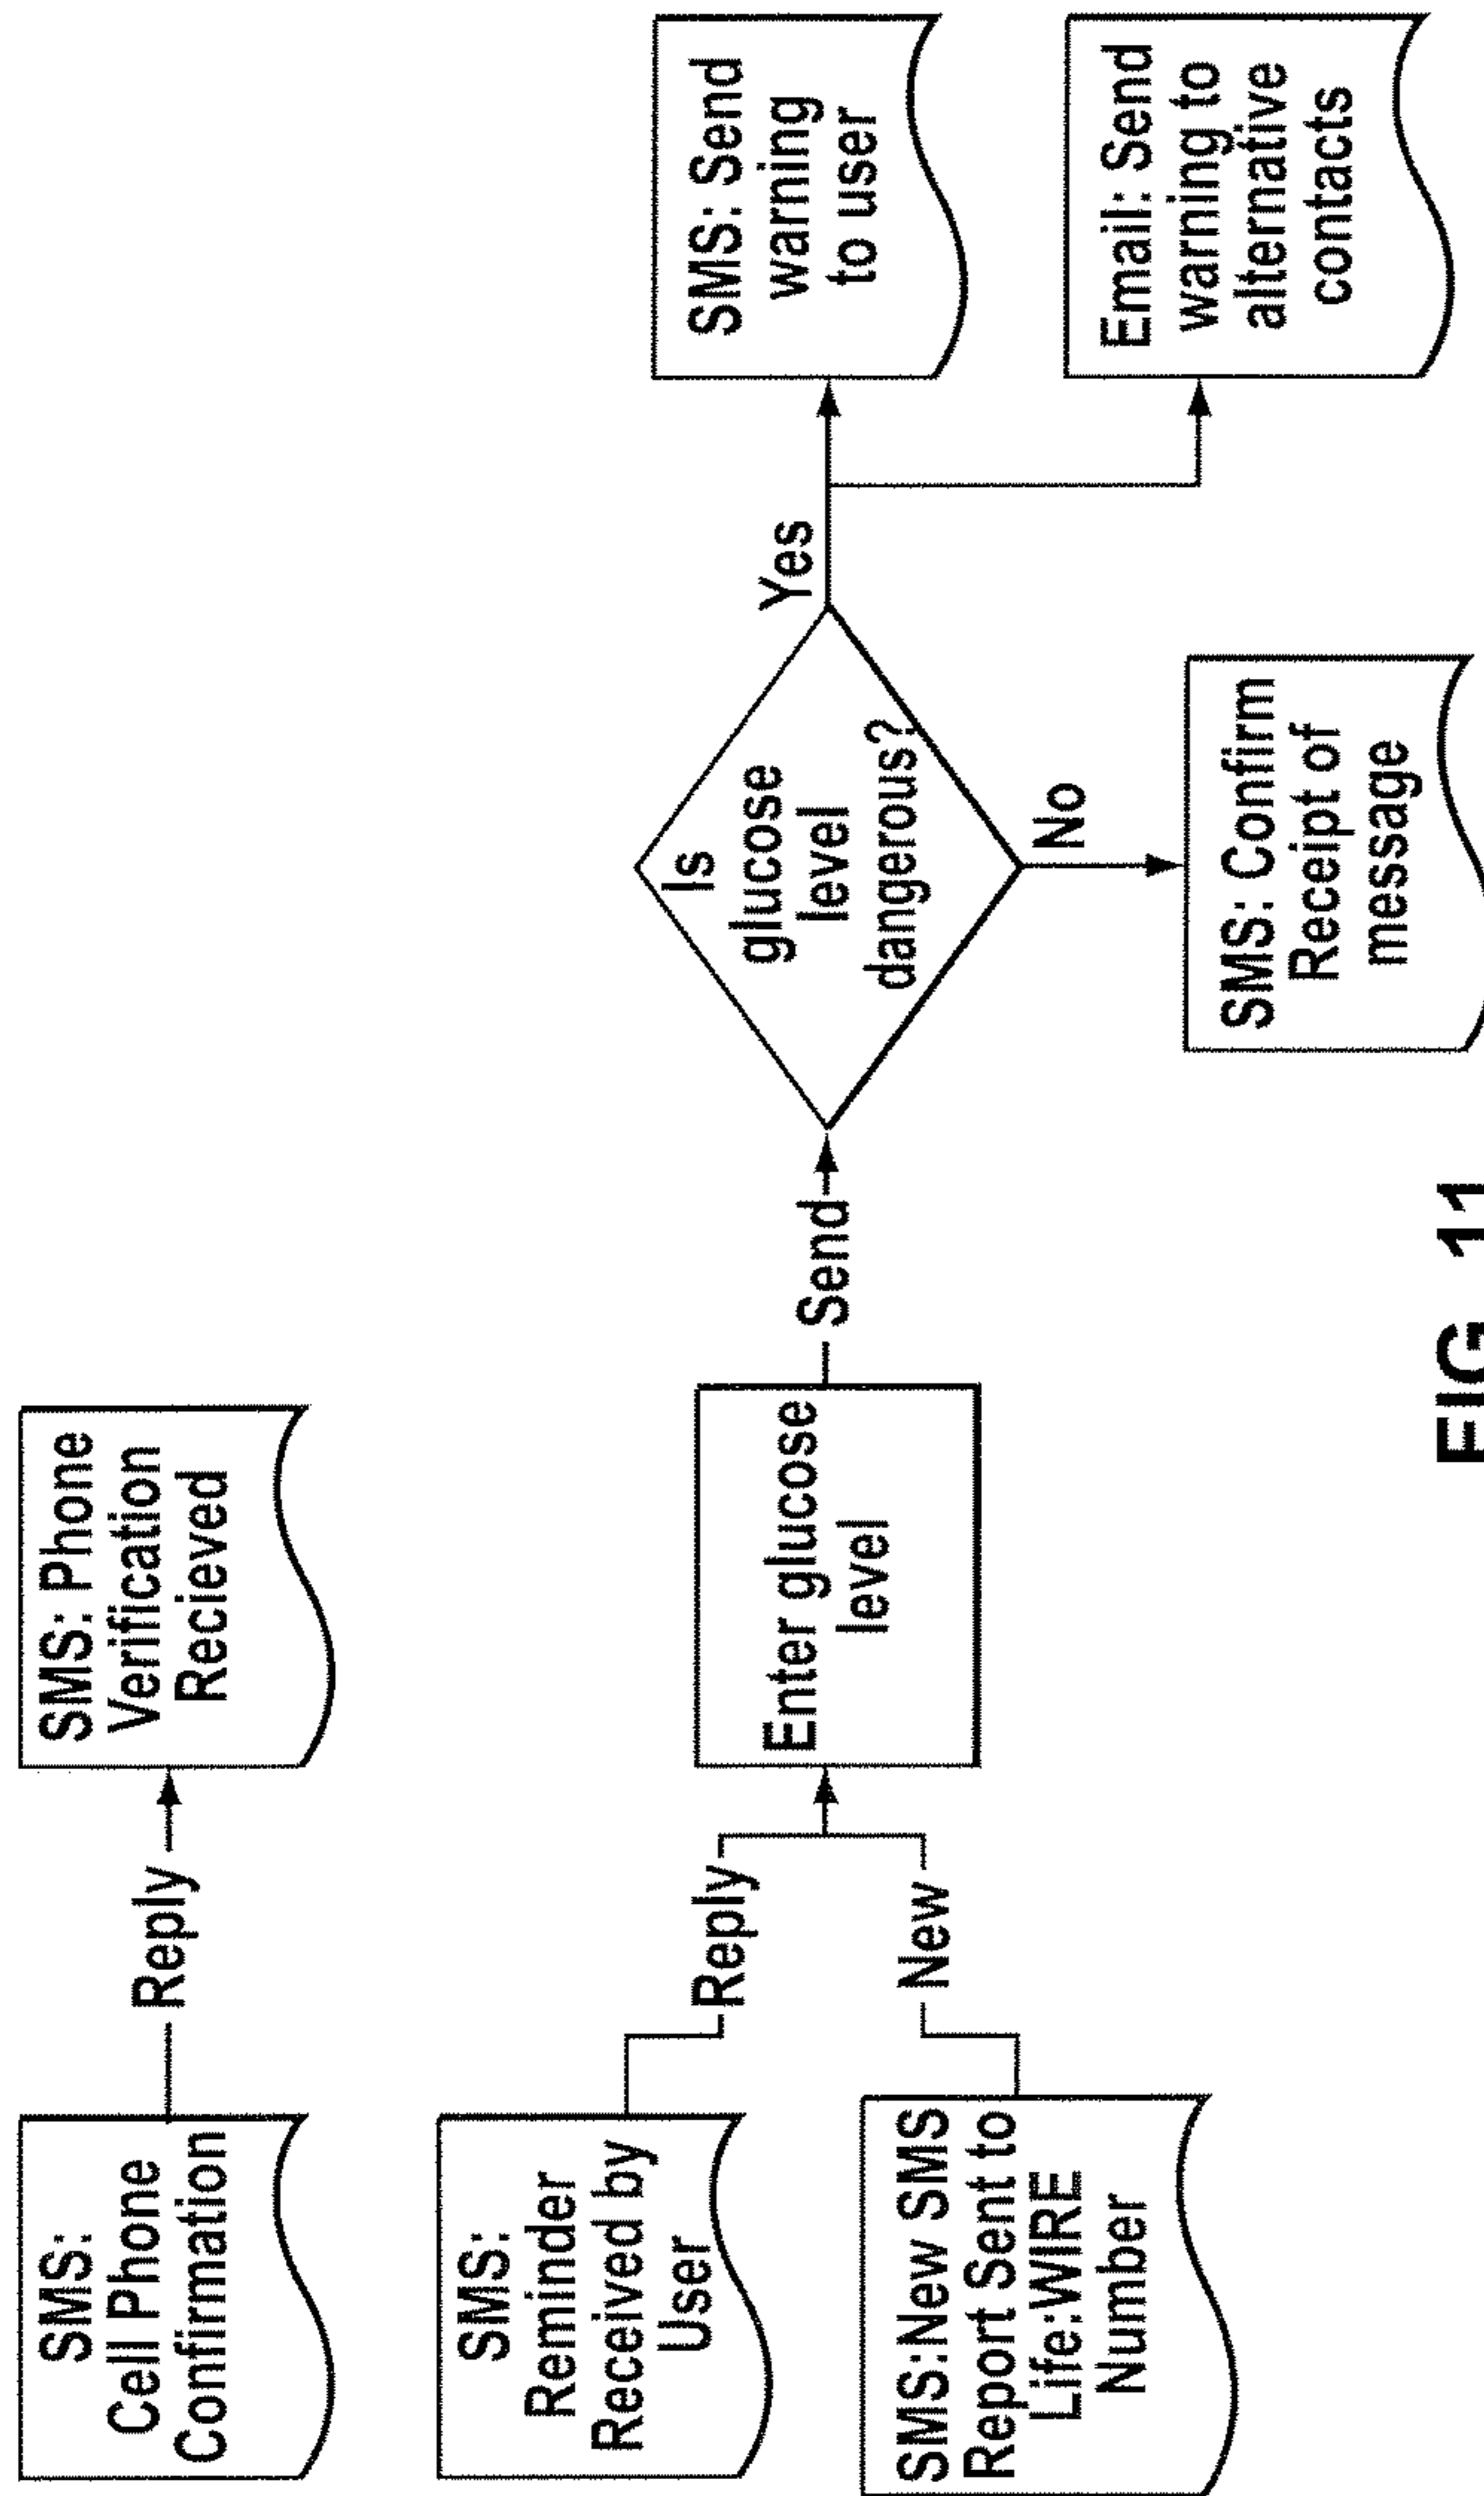 SMS:
Cell Phone
Confirmation
Reply
SMS: Phone
Verification
Recieved
SMS:
Reminder
Received by
User
Reply
SMS:New SMS
Report Sent to
Life:WIRE
Number
New
Enter glucose
level
Send
Is
glucose
level
dangerous?
Yes
No
SMS: Send
warning
to user
Email: Send
warning to
alternative
contacts
SMS: Confirm
Receipt of
message
FIG. 11